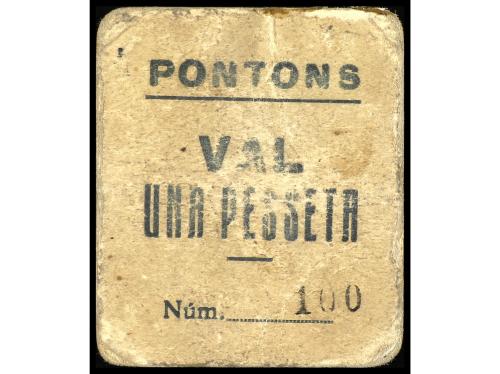 PONTONS
VAL
UNA PESSETA
Núm. 100